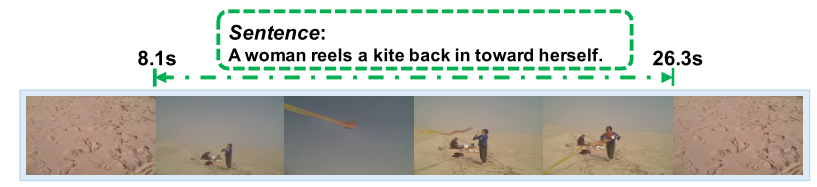 Sentence:
A woman reels a kite back in toward herself.
8.1s
26.3s